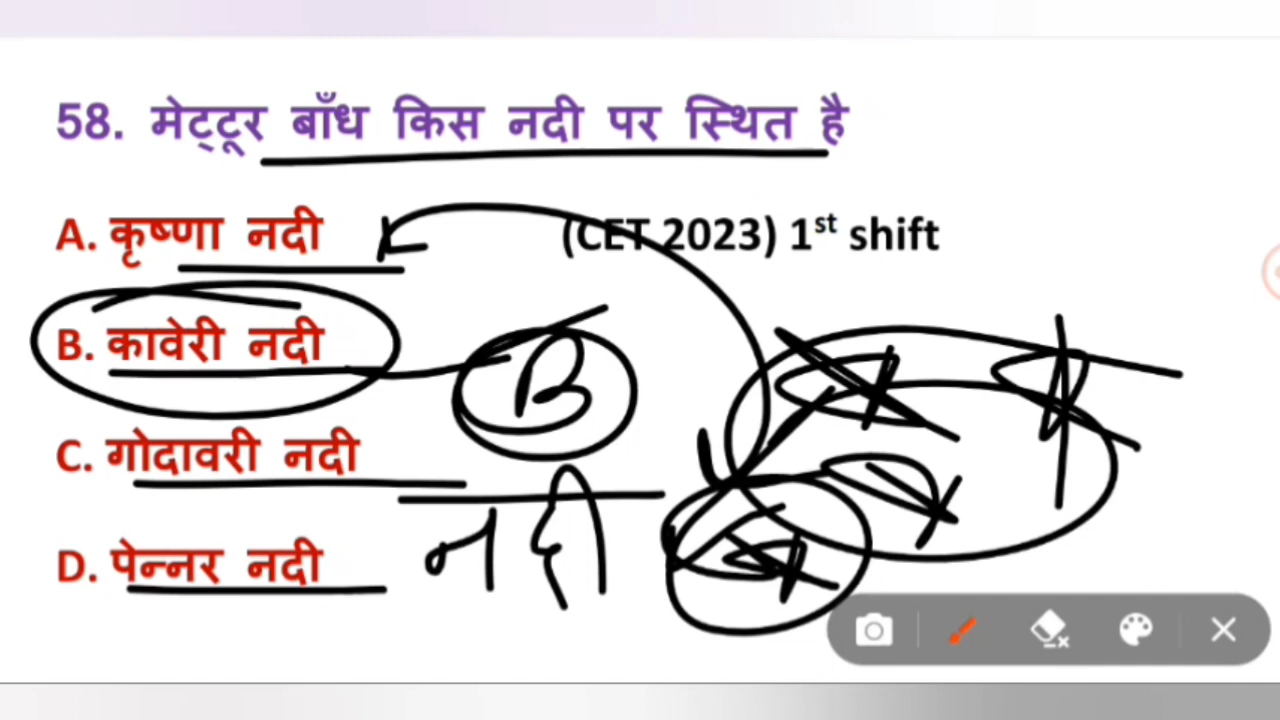 58. मेट्टूर बाँध किस नदी पर स्थित है
A. कृष्णा नदी (CET 2023) 1st shift
B. कावेरी नदी
B
C. गोदावरी नदी
नदी
D. पेन्नर नदी